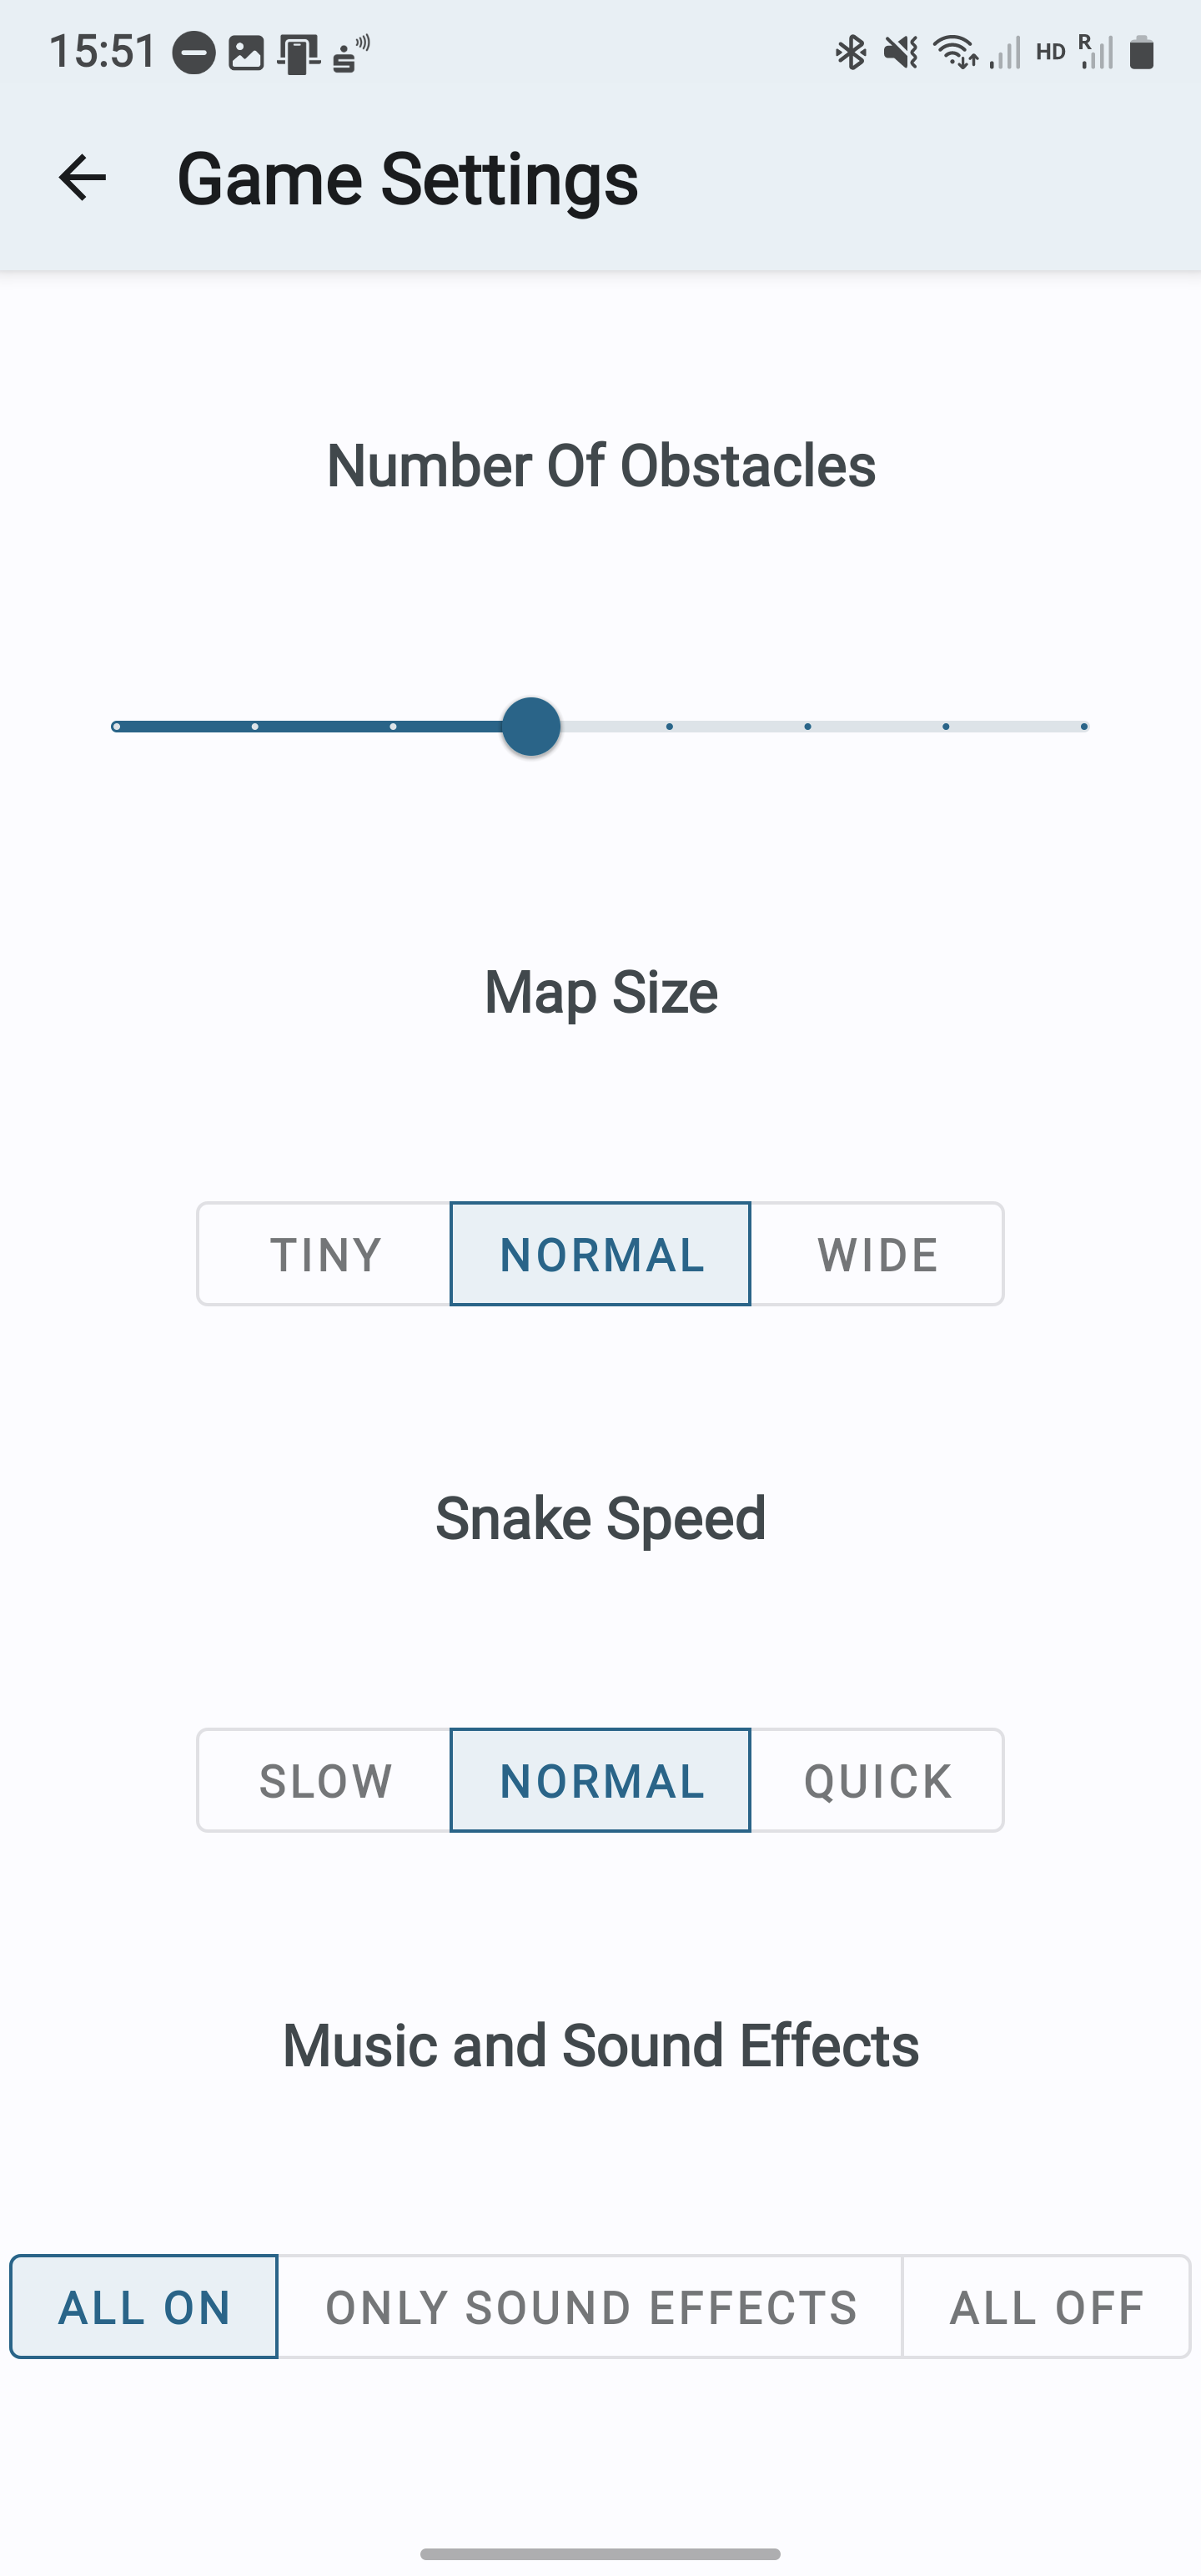 15:51
HD R
Game Settings
Number Of Obstacles
Map Size
TINY NORMAL WIDE
Snake Speed
SLOW NORMAL QUICK
Music and Sound Effects
ALL ON ONLY SOUND EFFECTS ALL OFF